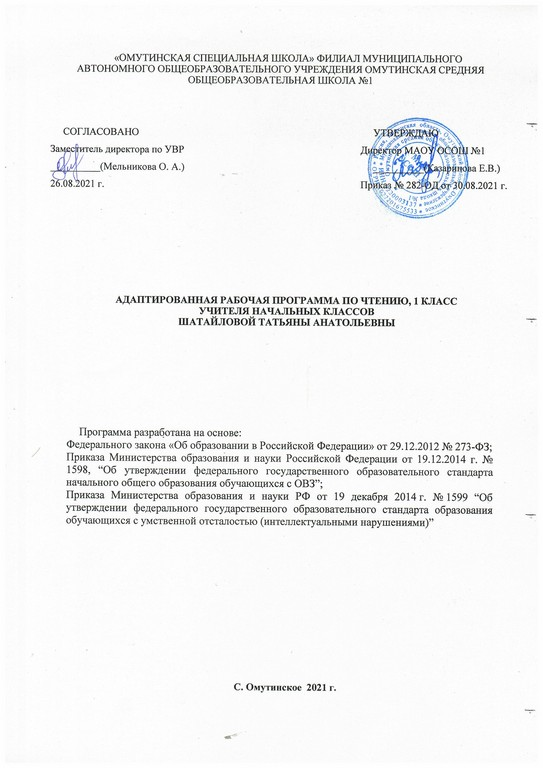 «ОМУТИНСКАЯ СПЕЦИАЛЬНАЯ ШКОЛА» ФИЛИАЛ МУНИЦИПАЛЬНОГО
АВТОНОМНОГО ОБЩЕОБРАЗОВАТЕЛЬНОГО УЧРЕЖДЕНИЯ ОМУТИНСКАЯ СРЕДНЯЯ
ОБЩЕОБРАЗОВАТЕЛЬНАЯ ШКОЛА №1
СОГЛАСОВАНО
Заместитель директора по УВР
(Мельникова О. А.)
26.08.2021 г.
УТВЕРЖДАЮ
Директор МАОУ ОСОШ №1
Казаринова Е.В.)
Приказ № 282-ОД от 30.08.2021 г.
АДАПТИРОВАННАЯ РАБОЧАЯ ПРОГРАММА ПО ЧТЕНИЮ, 1 КЛАСС
УЧИТЕЛЯ НАЧАЛЬНЫХ КЛАССОВ
ШАТАЙЛОВОЙ ТАТЬЯНЫ АНАТОЛЬЕВНЫ
Программа разработана на основе:
Федерального закона «Об образовании в Российской Федерации» от 29.12.2012 № 273-ФЗ;
Приказа Министерства образования и науки Российской Федерации от 19.12.2014 г. №
1598, “Об утверждении федерального государственного образовательного стандарта
начального общего образования обучающихся с ОВЗ”;
Приказа Министерства образования и науки РФ от 19 декабря 2014 г. № 1599 “Об
утверждении федерального государственного образовательного стандарта образования
обучающихся с умственной отсталостью (интеллектуальными нарушениями)”
С. Омутинское 2021 г.